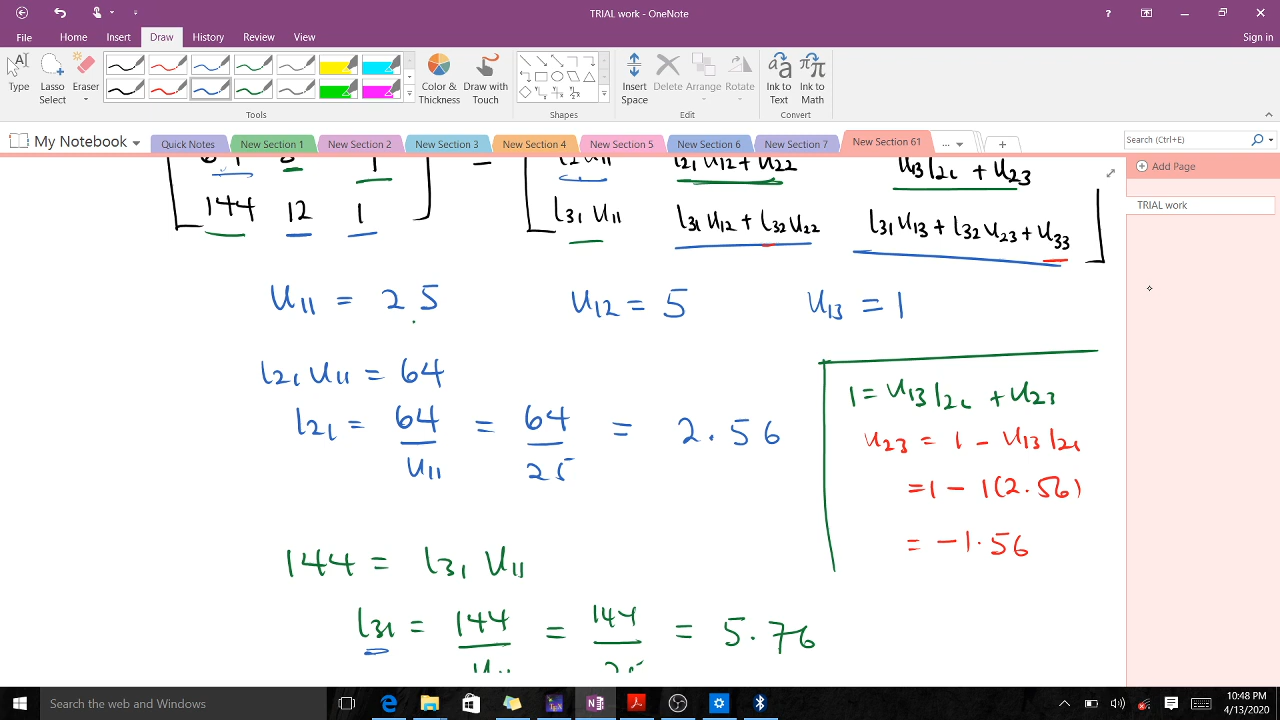 TRIAL work - OneNote
File Home Insert Draw History Review View
Sign in
Type Lasso Select Eraser Color & Thickness Draw with Touch Insert Space Delete Arrange Rotate Ink to Text Ink to Math
Tools Shapes Edit Convert
My Notebook Quick Notes New Section 1 New Section 2 New Section 3 New Section 4 New Section 5 New Section 6 New Section 7 New Section 61 ... +
Search (Ctrl+E)
Add Page
TRIAL work
64 8 1 = l21 u11 l21 u12 + u22 u13 l21 + u23
144 12 1 l31 u11 l31 u12 + l32 u22 l31 u13 + l32 u23 + u33
u11 = 25 u12 = 5 u13 = 1
l21 u11 = 64
l21 = 64/u11 = 64/25 = 2.56
1 = u13 l21 + u23
u23 = 1 - u13 l21
= 1 - 1(2.56)
= -1.56
144 = l31 u11
l31 = 144/u11 = 144/25 = 5.76
Search the web and Windows
10:48 PM
4/13/2020